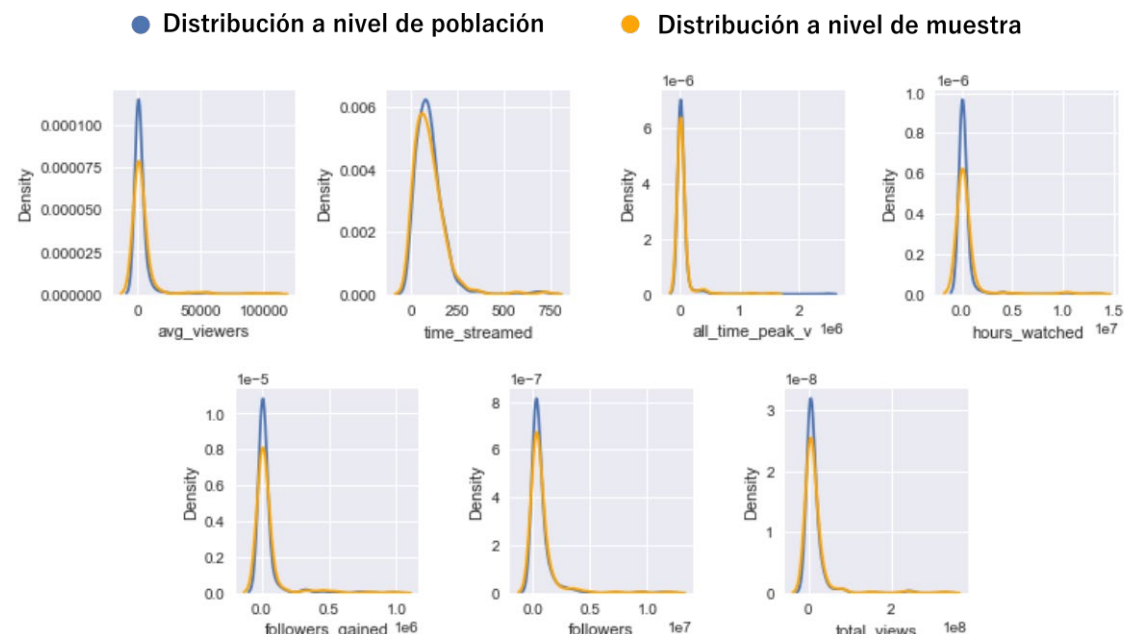 Distribución a nivel de población
Distribución a nivel de muestra
Density
0.000100
0.000075
0.000050
0.000025
0.000000
0 50000 100000
avg_viewers
Density
0.006
0.004
0.002
0.000
0 250 500 750
time_streamed
1e−6
Density
6
4
2
0
0 1 2
all_time_peak_v 1e6
1e−6
Density
1.0
0.8
0.6
0.4
0.2
0.0
0.0 0.5 1.0 1.5
hours_watched 1e7
1e−5
Density
1.0
0.8
0.6
0.4
0.2
0.0
0.0 0.5 1.0
followers_gained 1e6
1e−7
Density
8
6
4
2
0
0.0 0.5 1.0
followers 1e7
1e−8
Density
3
2
1
0
0 2
total_views 1e8